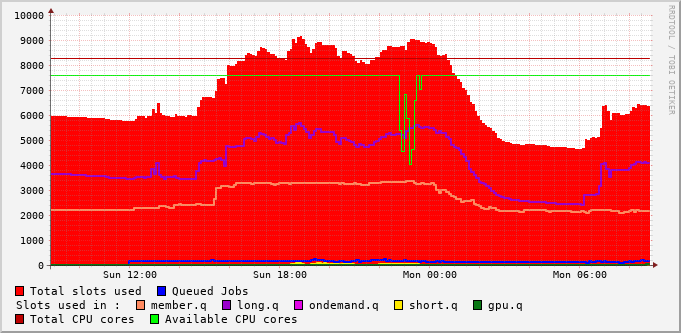 RRDTOOL / TOBI OETIKER
10000
9000
8000
7000
6000
5000
4000
3000
2000
1000
0
Sun 12:00 Sun 18:00 Mon 00:00 Mon 06:00
Total slots used Queued Jobs
Slots used in : member.q long.q ondemand.q short.q gpu.q
Total CPU cores Available CPU cores